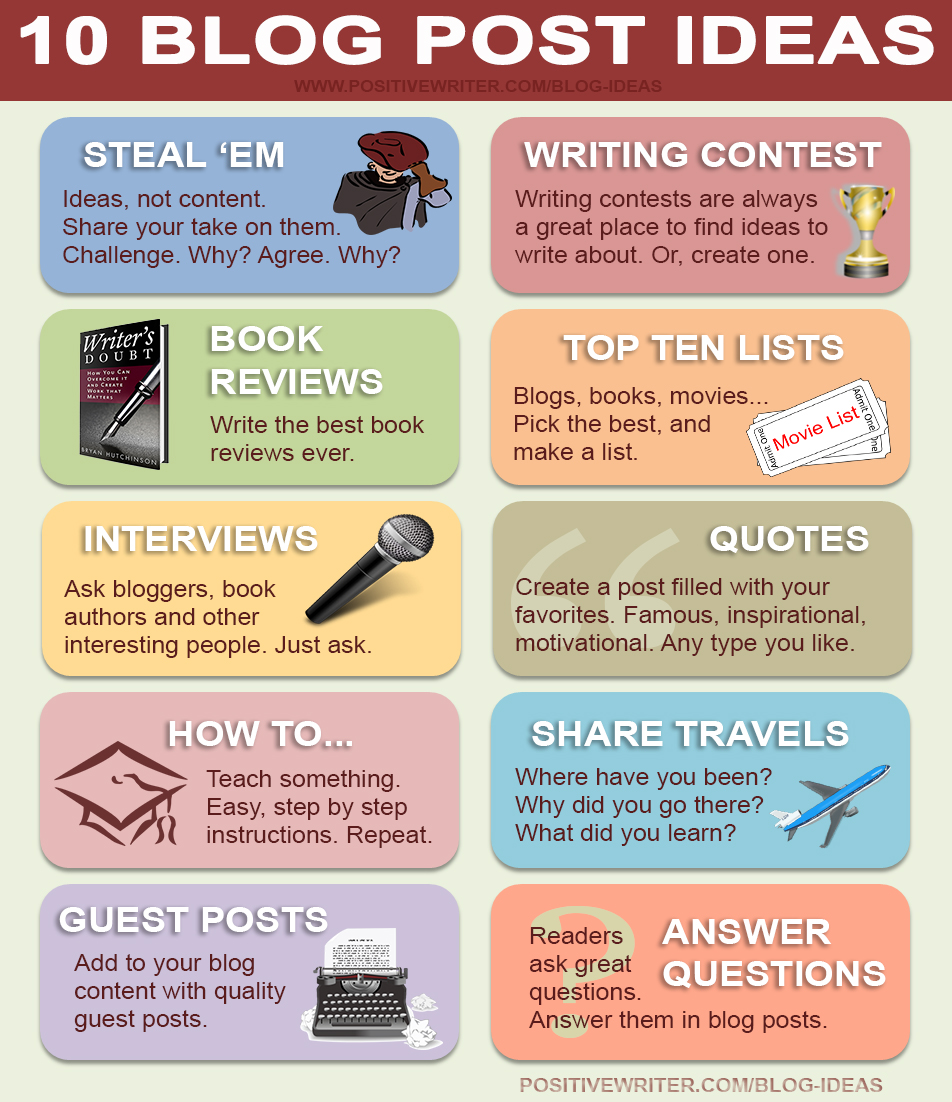 10 BLOG POST IDEAS
WWW.POSITIVEWRITER.COM/BLOG-IDEAS
STEAL ‘EM
Ideas, not content.
Share your take on them.
Challenge. Why? Agree. Why?
WRITING CONTEST
Writing contests are always
a great place to find ideas to
write about. Or, create one.
Writer's
DOUBT
HOW YOU CAN
OVERCOME IT
AND CREATE
WORK THAT
MATTERS
BRYAN HUTCHINSON
BOOK
REVIEWS
Write the best book
reviews ever.
TOP TEN LISTS
Blogs, books, movies...
Pick the best, and
make a list.
Admit One
Movie List
Admit One
One
INTERVIEWS
Ask bloggers, book
authors and other
interesting people. Just ask.
QUOTES
Create a post filled with your
favorites. Famous, inspirational,
motivational. Any type you like.
HOW TO...
Teach something.
Easy, step by step
instructions. Repeat.
SHARE TRAVELS
Where have you been?
Why did you go there?
What did you learn?
GUEST POSTS
Add to your blog
content with quality
guest posts.
ANSWER
QUESTIONS
Readers
ask great
questions.
Answer them in blog posts.
POSITIVEWRITER.COM/BLOG-IDEAS